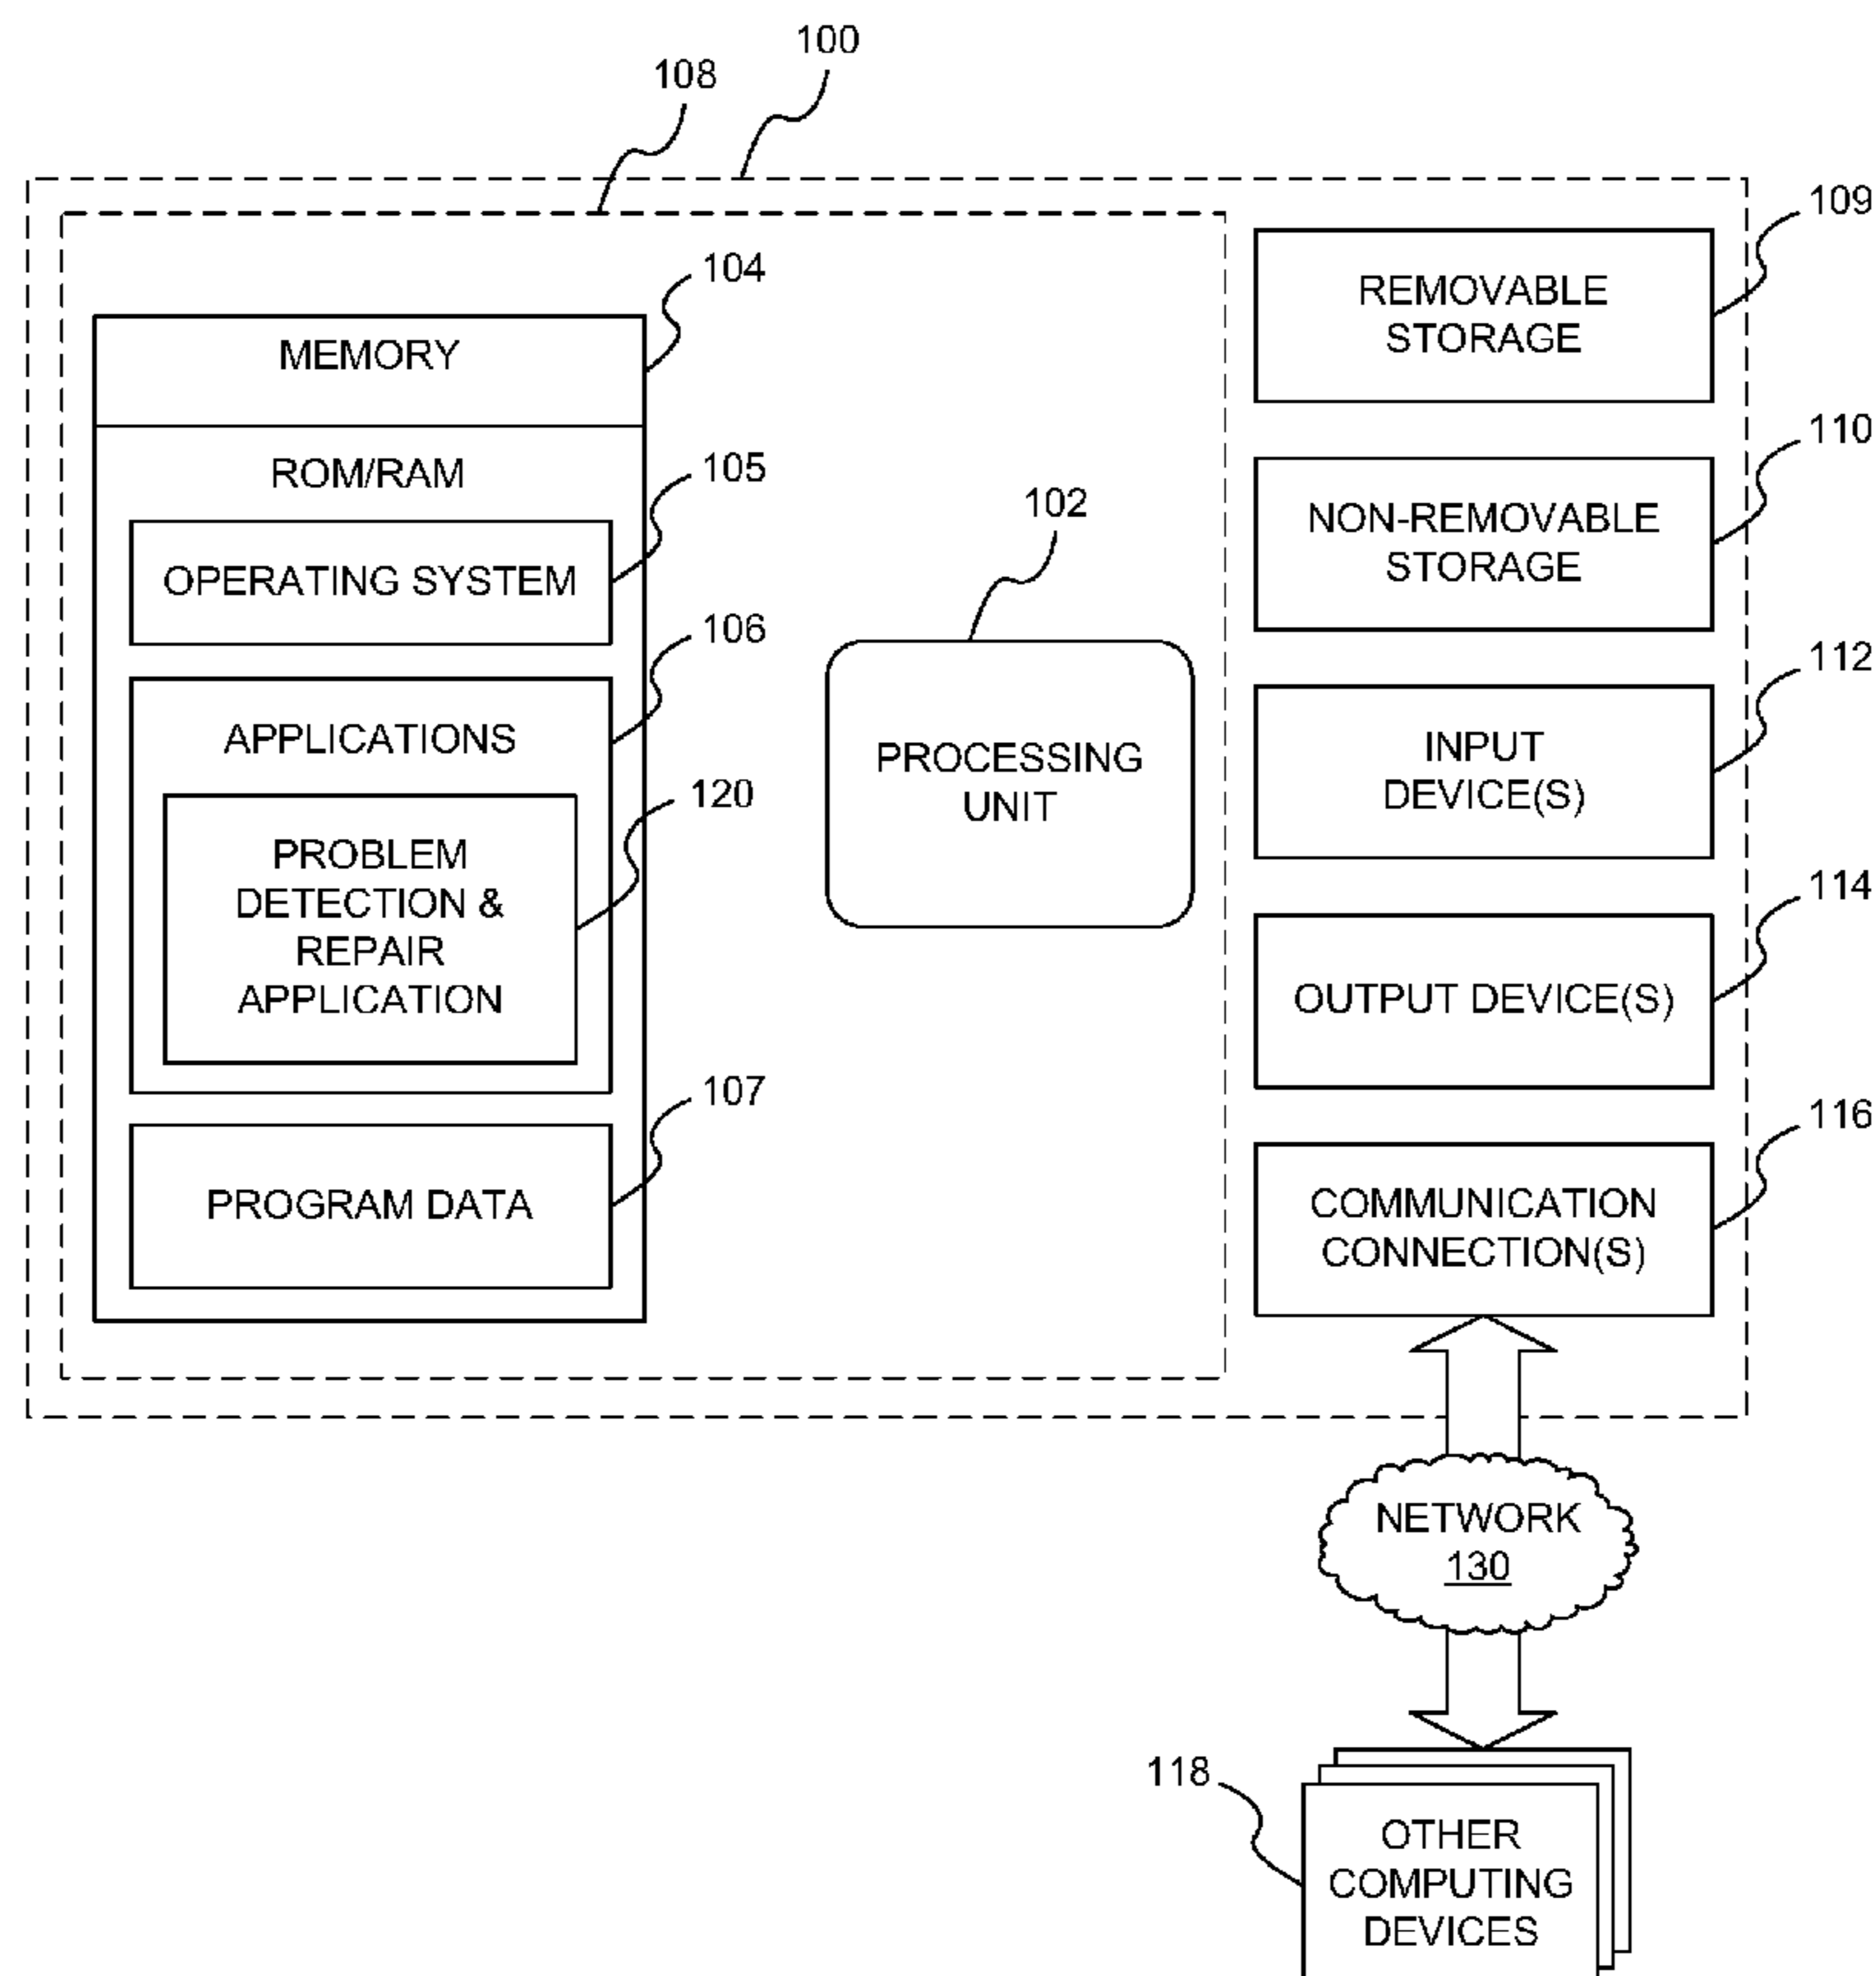 100
108
109
104
REMOVABLE
STORAGE
MEMORY
110
ROM/RAM
105
102
NON-REMOVABLE
STORAGE
OPERATING SYSTEM
106
112
APPLICATIONS
PROCESSING
UNIT
INPUT
DEVICE(S)
120
PROBLEM
DETECTION &
REPAIR
APPLICATION
114
OUTPUT DEVICE(S)
107
116
PROGRAM DATA
COMMUNICATION
CONNECTION(S)
NETWORK
130
118
OTHER
COMPUTING
DEVICES